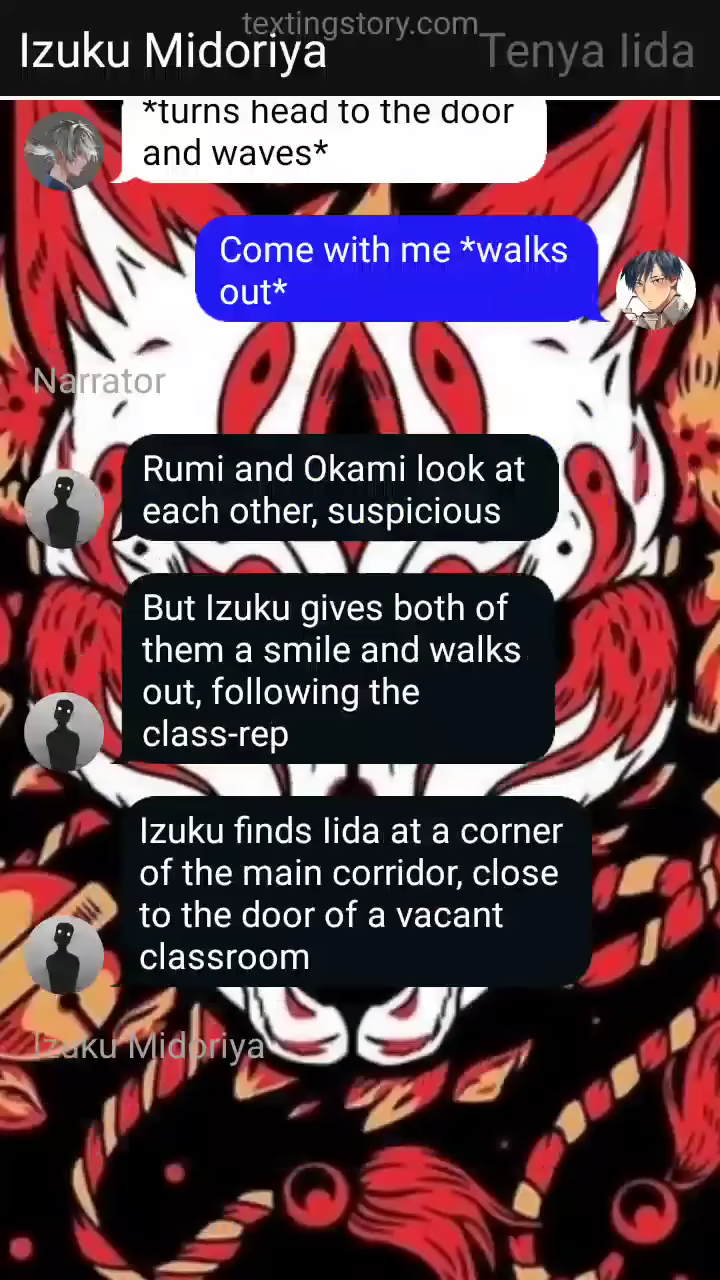 textingstory.com
Izuku Midoriya
Tenya Iida
*turns head to the door
and waves*
Come with me *walks
out*
Narrator
Rumi and Okami look at
each other, suspicious
But Izuku gives both of
them a smile and walks
out, following the
class-rep
Izuku finds Iida at a corner
of the main corridor, close
to the door of a vacant
classroom
Izuku Midoriya